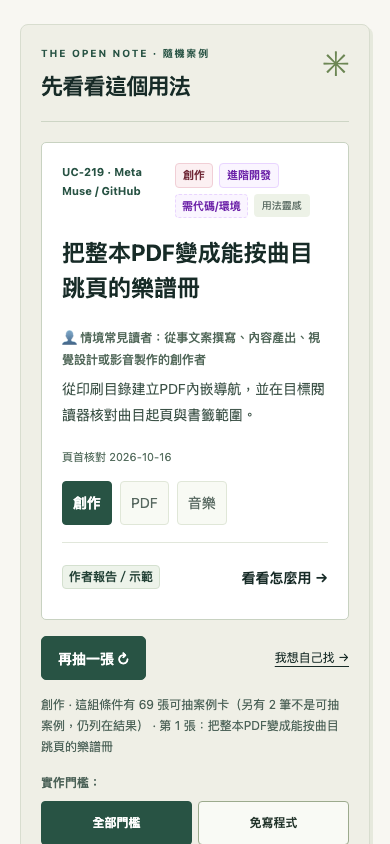 THE OPEN NOTE · 隨機案例
先看看這個用法
UC-219 · Meta
Muse / GitHub
創作
進階開發
需代碼/環境
用法靈感
把整本PDF變成能按曲目
跳頁的樂譜冊
情境常見讀者：從事文案撰寫、內容產出、視
覺設計或影音製作的創作者
從印刷目錄建立PDF內嵌導航，並在目標閱
讀器核對曲目起頁與書籤範圍。
頁首核對 2026-10-16
創作
PDF
音樂
作者報告 / 示範
看看怎麼用 →
再抽一張 ↻
我想自己找 →
創作 · 這組條件有 69 張可抽案例卡（另有 2 筆不是可抽
案例，仍列在結果） · 第 1 張：把整本PDF變成能按曲目
跳頁的樂譜冊
實作門檻：
全部門檻
免寫程式